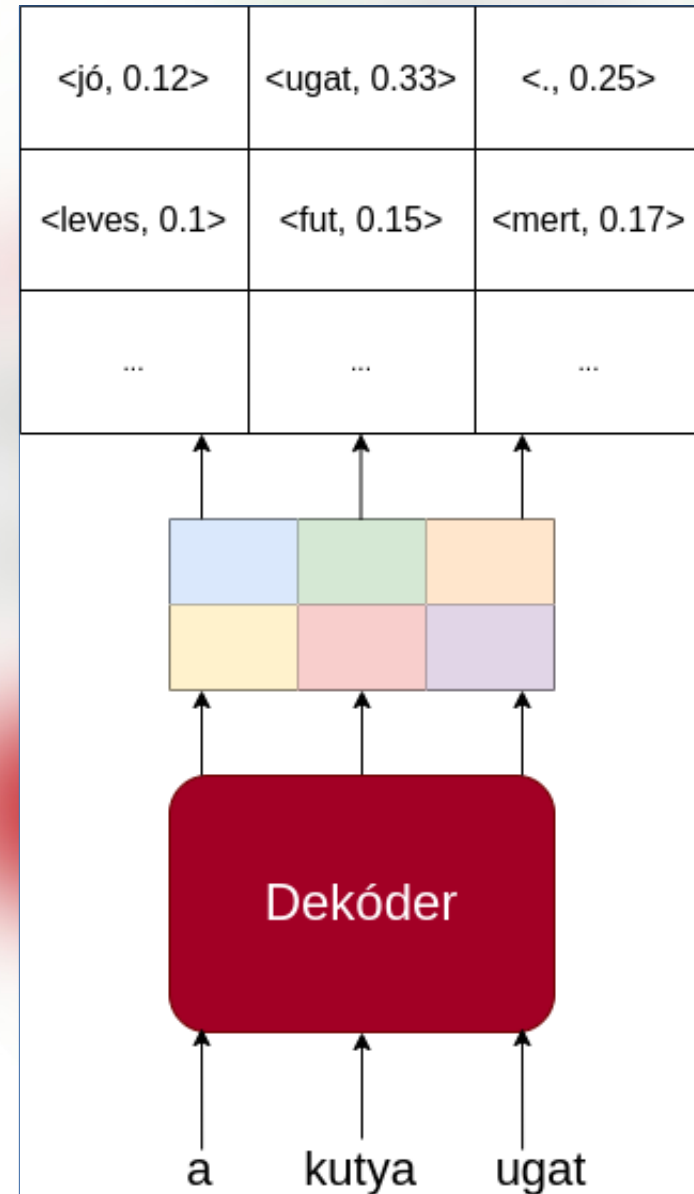 <jó, 0.12> <ugat, 0.33> <., 0.25>
<leves, 0.1> <fut, 0.15> <mert, 0.17>
... ... ...
Dekóder
a kutya ugat